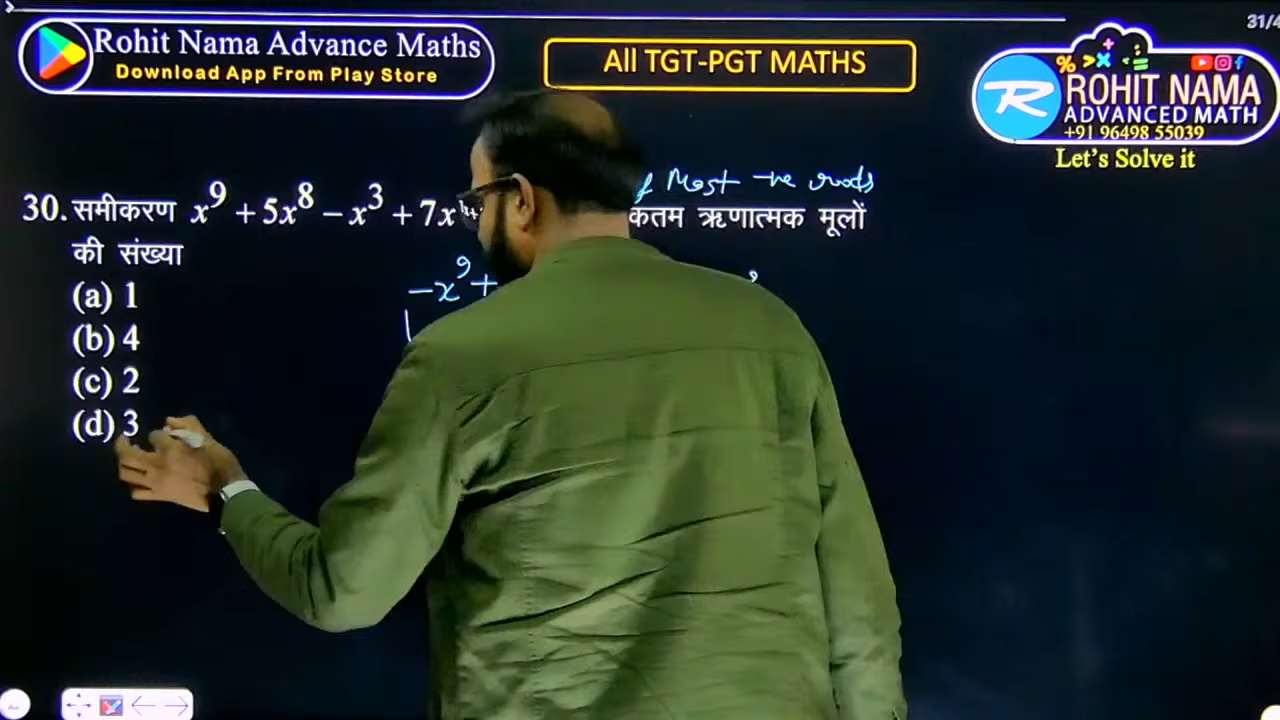 31/4
Rohit Nama Advance Maths
Download App From Play Store
All TGT-PGT MATHS
ROHIT NAMA
ADVANCED MATH
+91 96498 55039
Let's Solve it
Most -ve roots
30. समीकरण x⁹ + 5x⁸ − x³ + 7x कतम ऋणात्मक मूलों
की संख्या
−x⁹ +
(a) 1
(b) 4
(c) 2
(d) 3